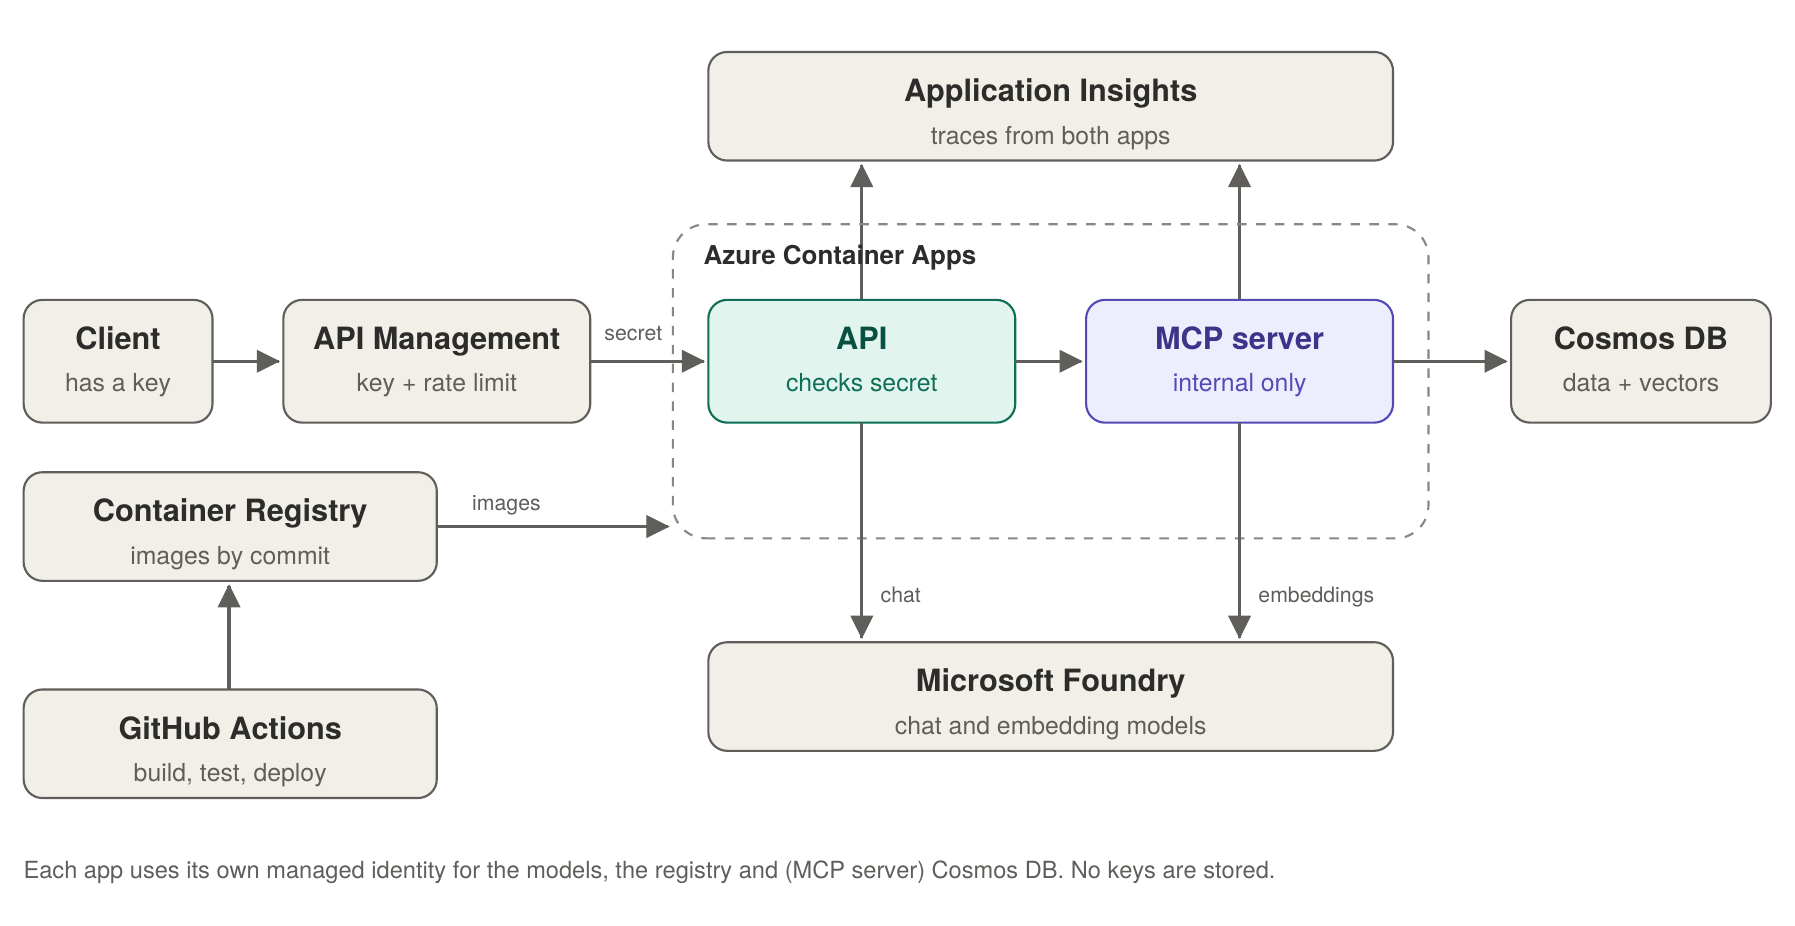 Application Insights
traces from both apps
Azure Container Apps
Client
has a key
API Management
key + rate limit
secret
API
checks secret
MCP server
internal only
Cosmos DB
data + vectors
Container Registry
images by commit
images
chat
embeddings
Microsoft Foundry
chat and embedding models
GitHub Actions
build, test, deploy
Each app uses its own managed identity for the models, the registry and (MCP server) Cosmos DB. No keys are stored.